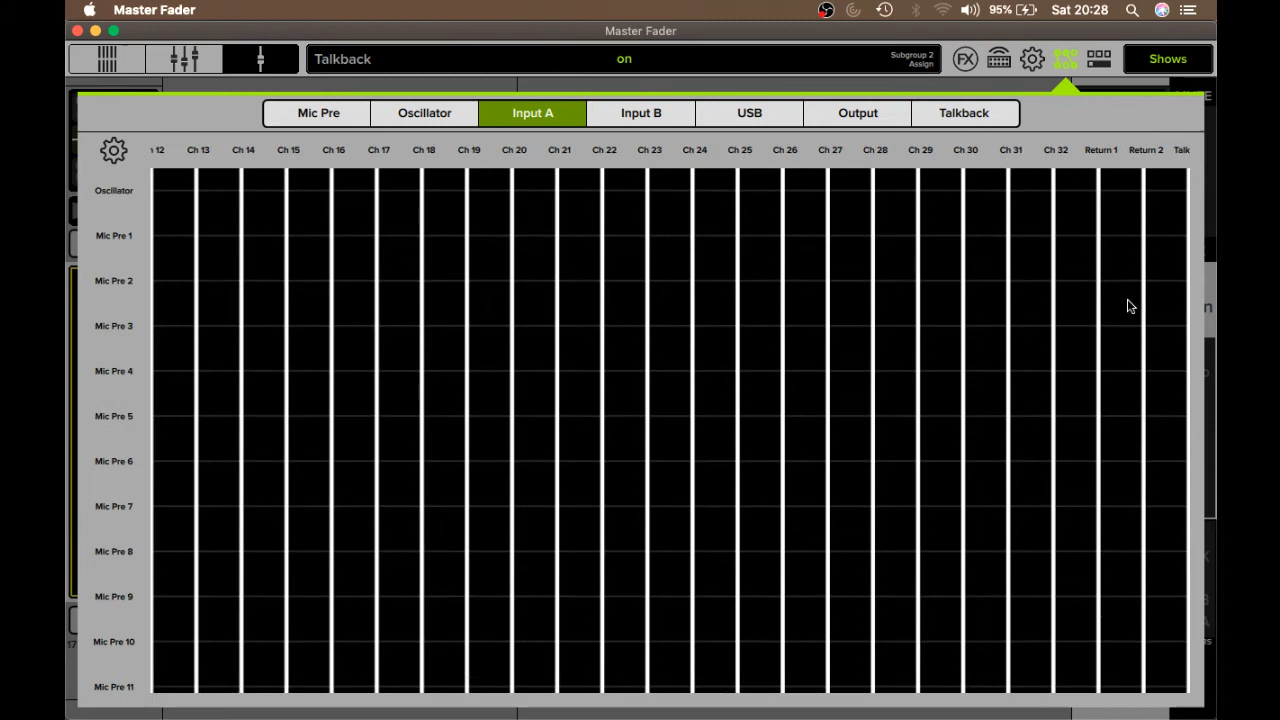 Master Fader
95%
Sat 20:28
Master Fader
Talkback
on
Subgroup 2
Assign
FX
Shows
Mic Pre
Oscillator
Input A
Input B
USB
Output
Talkback
12 Ch 13 Ch 14 Ch 15 Ch 16 Ch 17 Ch 18 Ch 19 Ch 20 Ch 21 Ch 22 Ch 23 Ch 24 Ch 25 Ch 26 Ch 27 Ch 28 Ch 29 Ch 30 Ch 31 Ch 32 Return 1 Return 2 Talk
Oscillator
Mic Pre 1
Mic Pre 2
Mic Pre 3
Mic Pre 4
Mic Pre 5
Mic Pre 6
Mic Pre 7
Mic Pre 8
Mic Pre 9
Mic Pre 10
Mic Pre 11